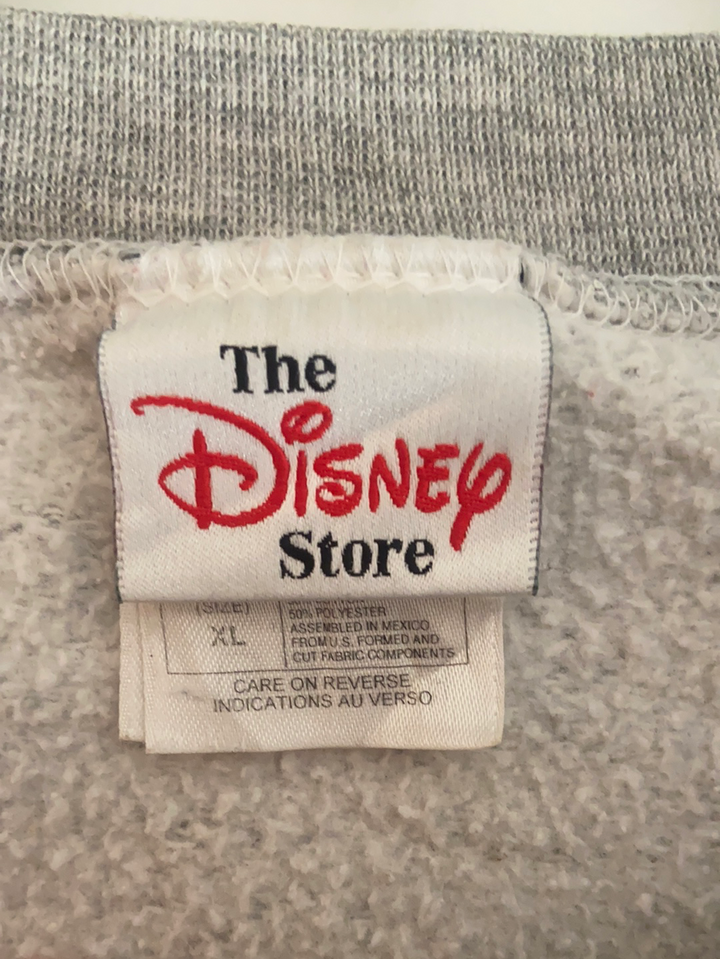 The
Disney
Store
(SIZE)
XL
50% POLYESTER
ASSEMBLED IN MEXICO
FROM U.S. FORMED AND
CUT FABRIC COMPONENTS
CARE ON REVERSE
INDICATIONS AU VERSO